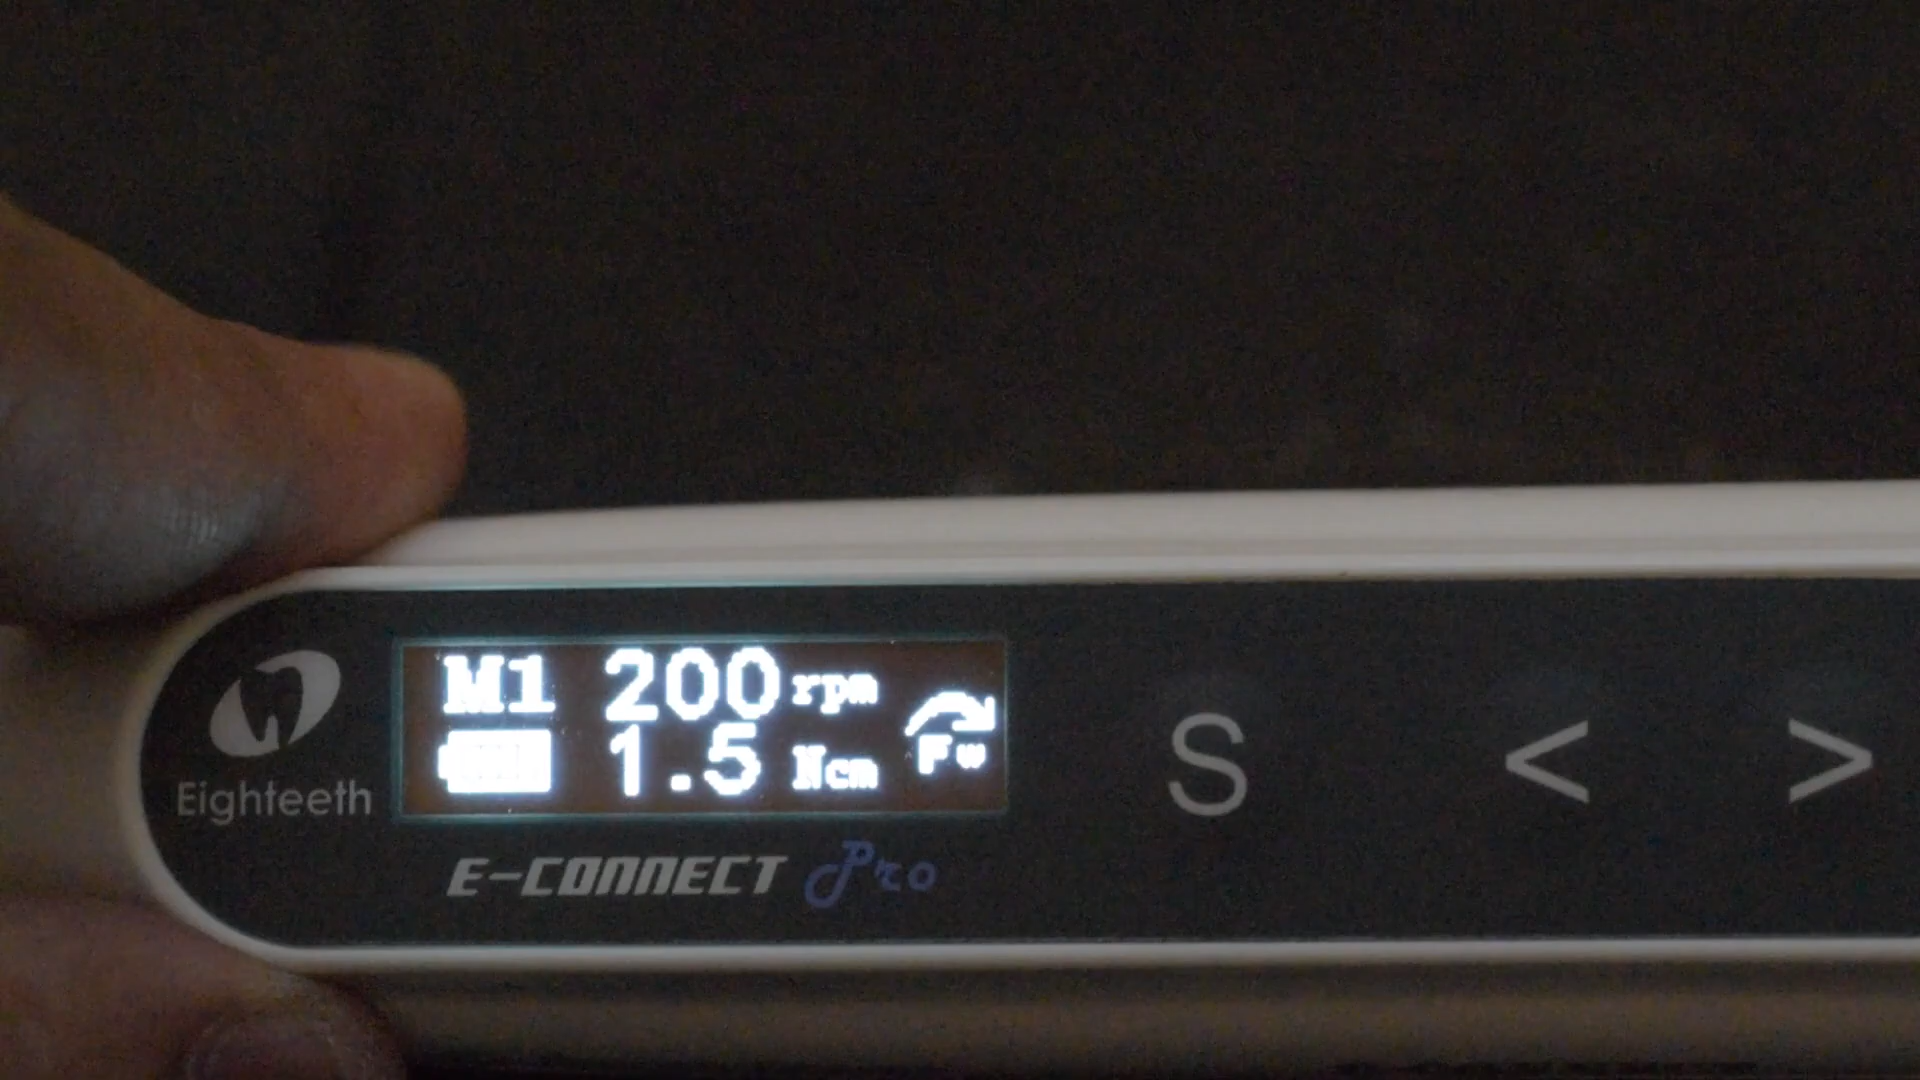 M1 200 rpm
1.5 Ncm
Fw
Eighteeth
E-CONNECT Pro
S < >